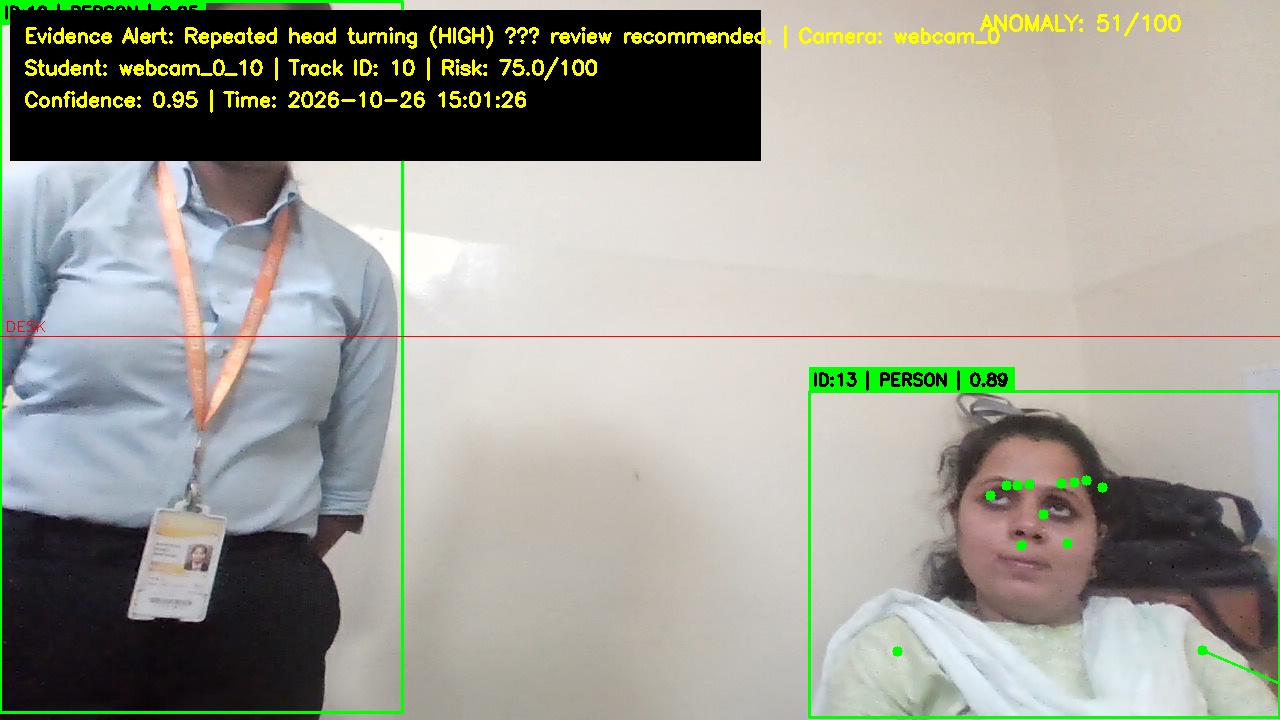 Evidence Alert: Repeated head turning (HIGH) ??? review recommended. | Camera: webcam_0
ANOMALY: 51/100
Student: webcam_0_10 | Track ID: 10 | Risk: 75.0/100
Confidence: 0.95 | Time: 2026-10-26 15:01:26
DESK
ID:13 | PERSON | 0.89